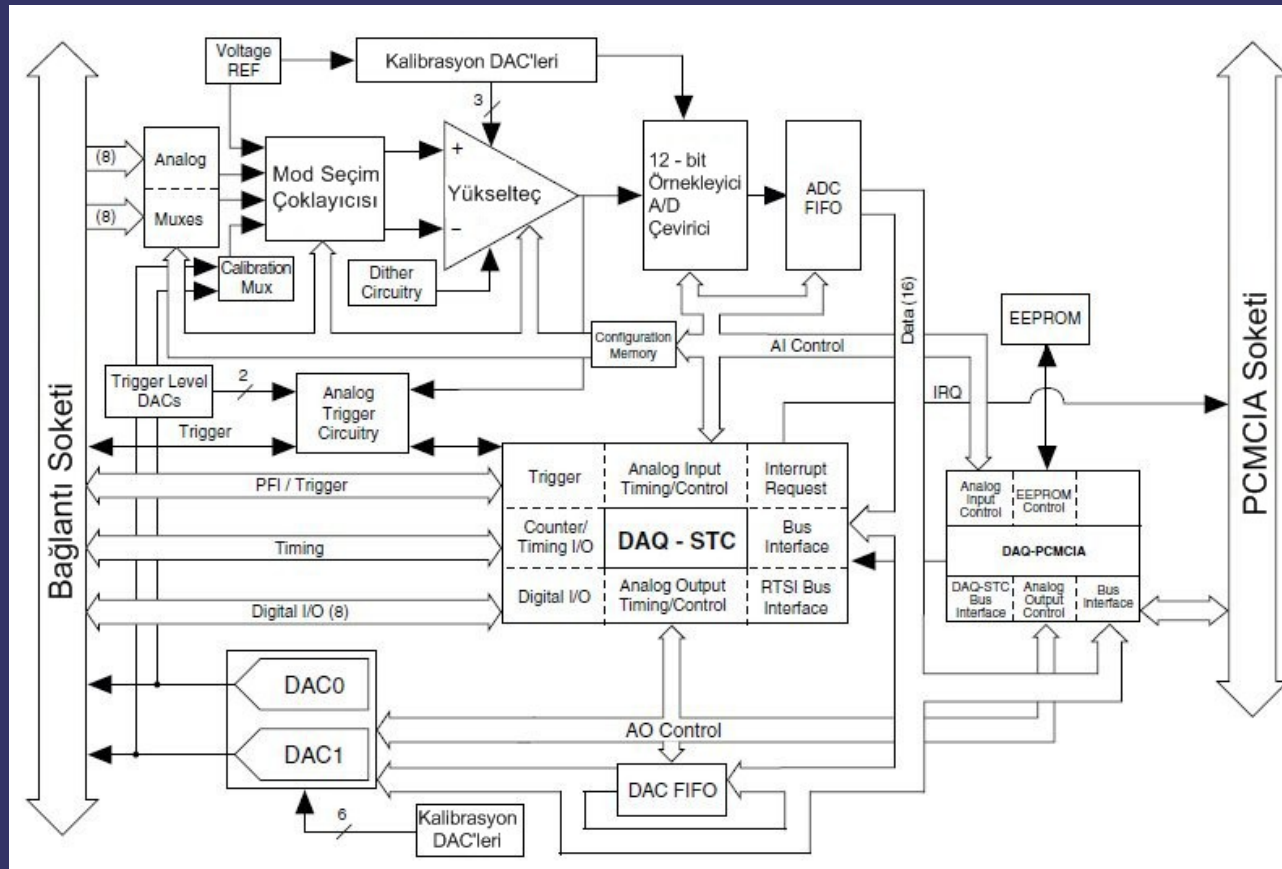 Voltage
REF
Kalibrasyon DAC'leri
3
(8)
(8)
Analog
Muxes
Mod Seçim
Çoklayıcısı
+
Yükselteç
−
12 - bit
Örnekleyici
A/D
Çevirici
ADC
FIFO
Calibration
Mux
Dither
Circuitry
Configuration
Memory
AI Control
Data (16)
EEPROM
Trigger Level
DACs
2
Analog
Trigger
Circuitry
Trigger
IRQ
Bağlantı Soketi
PCMCIA Soketi
PFI / Trigger
Timing
Digital I/O (8)
Trigger
Analog Input
Timing/Control
Interrupt
Request
Counter/
Timing I/O
DAQ - STC
Bus
Interface
Digital I/O
Analog Output
Timing/Control
RTSI Bus
Interface
Analog
Input
Control
EEPROM
Control
DAQ-PCMCIA
DAQ-STC
Bus
Interface
Analog
Output
Control
Bus
Interface
DAC0
DAC1
AO Control
DAC FIFO
6
Kalibrasyon
DAC'leri